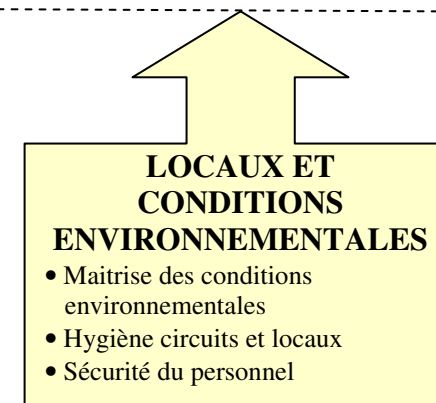 LOCAUX ET
CONDITIONS
ENVIRONNEMENTALES
• Maitrise des conditions
environnementales
• Hygiène circuits et locaux
• Sécurité du personnel